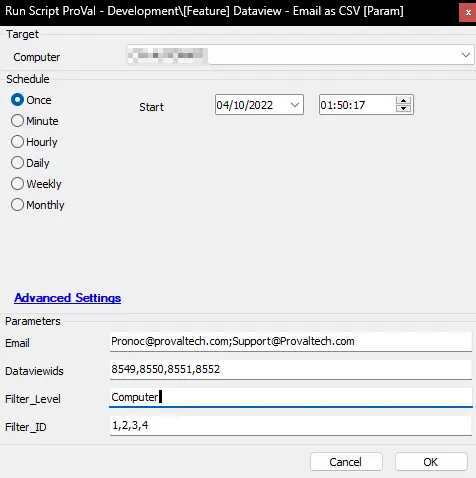 Run Script ProVal - Development\[Feature] Dataview - Email as CSV [Param]
x
Target
Computer
Schedule
Once
Start
04/10/2022
01:50:17
Minute
Hourly
Daily
Weekly
Monthly
Advanced Settings
Parameters
Email
Pronoc@provaltech.com;Support@Provaltech.com
Dataviewids
8549,8550,8551,8552
Filter_Level
Computer
Filter_ID
1,2,3,4
Cancel
OK